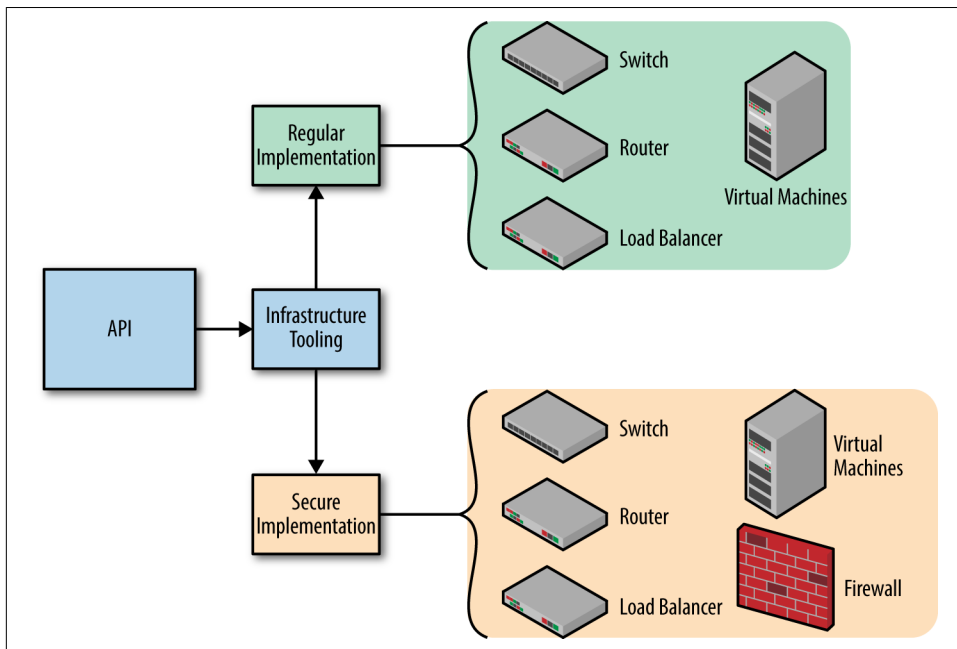 Switch
Regular
Implementation
Router
Virtual Machines
Load Balancer
API
Infrastructure
Tooling
Switch
Virtual
Machines
Secure
Implementation
Router
Firewall
Load Balancer